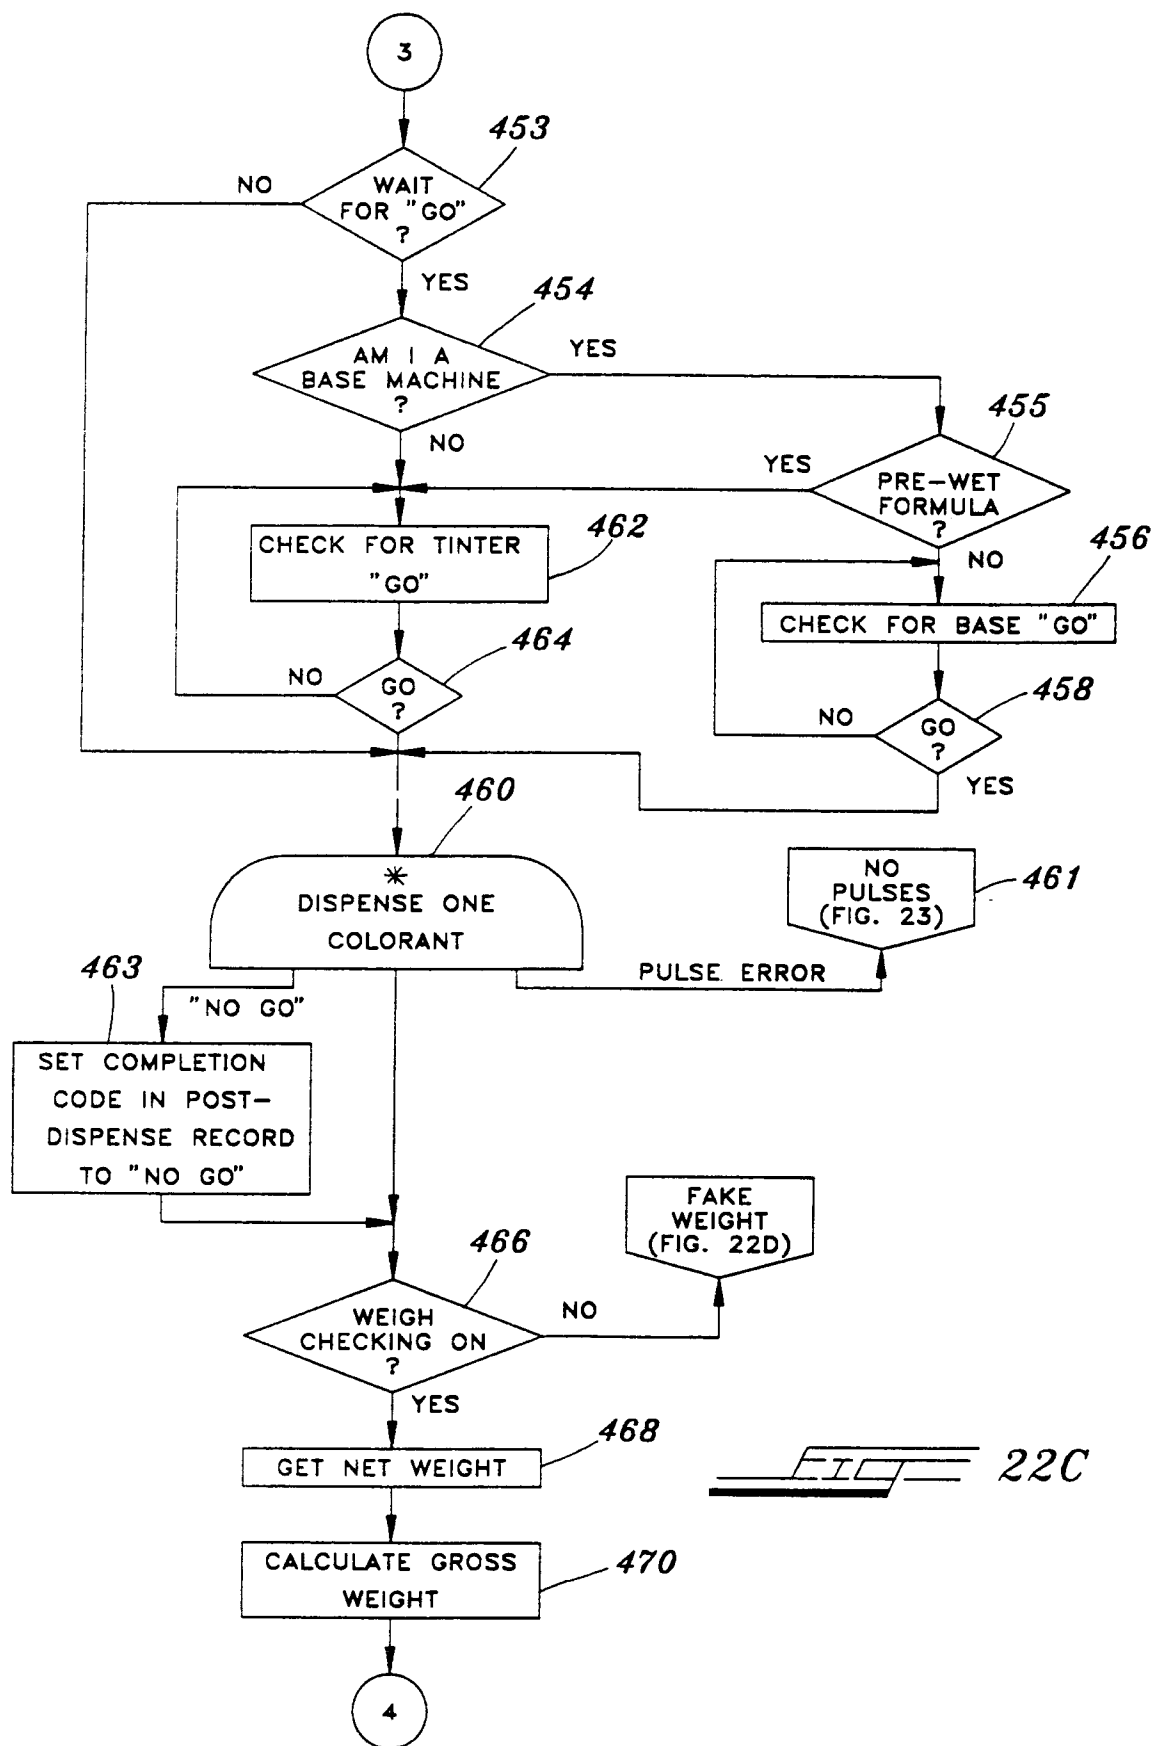 3
453
NO
WAIT
FOR "GO"
?
YES
454
AM I A
BASE MACHINE
?
YES
NO
455
YES
PRE-WET
FORMULA
?
NO
462
CHECK FOR TINTER
"GO"
456
CHECK FOR BASE "GO"
464
NO
GO
?
458
NO
GO
?
YES
460
*
DISPENSE ONE
COLORANT
NO
PULSES
(FIG. 23)
461
PULSE ERROR
463
"NO GO"
SET COMPLETION
CODE IN POST-
DISPENSE RECORD
TO "NO GO"
FAKE
WEIGHT
(FIG. 22D)
466
WEIGH
CHECKING ON
?
NO
YES
468
GET NET WEIGHT
FIG 22C
CALCULATE GROSS
WEIGHT
470
4